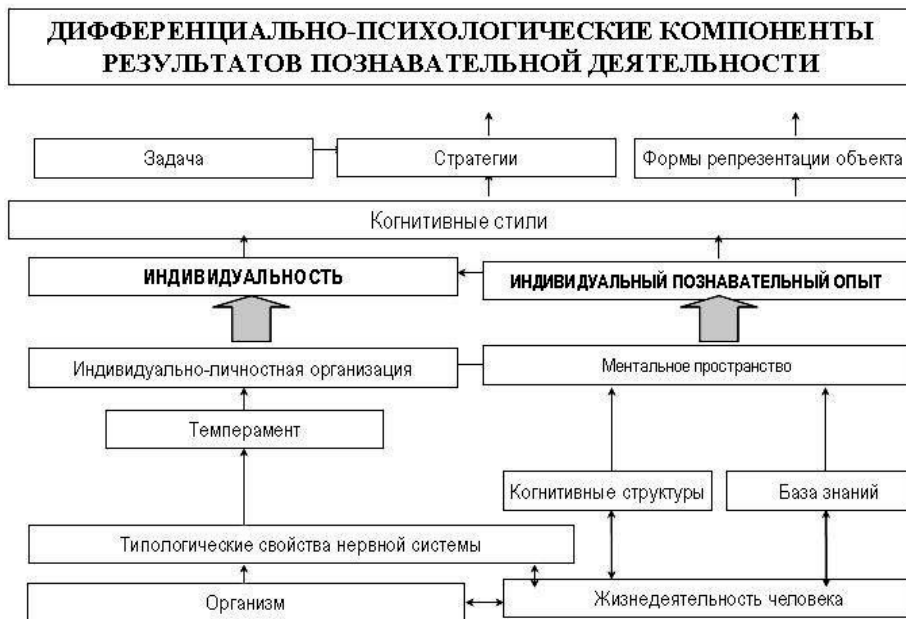 ДИФФЕРЕНЦИАЛЬНО-ПСИХОЛОГИЧЕСКИЕ КОМПОНЕНТЫ
РЕЗУЛЬТАТОВ ПОЗНАВАТЕЛЬНОЙ ДЕЯТЕЛЬНОСТИ
Задача
Стратегии
Формы репрезентации объекта
Когнитивные стили
ИНДИВИДУАЛЬНОСТЬ
ИНДИВИДУАЛЬНЫЙ ПОЗНАВАТЕЛЬНЫЙ ОПЫТ
Индивидуально-личностная организация
Ментальное пространство
Темперамент
Когнитивные структуры
База знаний
Типологические свойства нервной системы
Организм
Жизнедеятельность человека